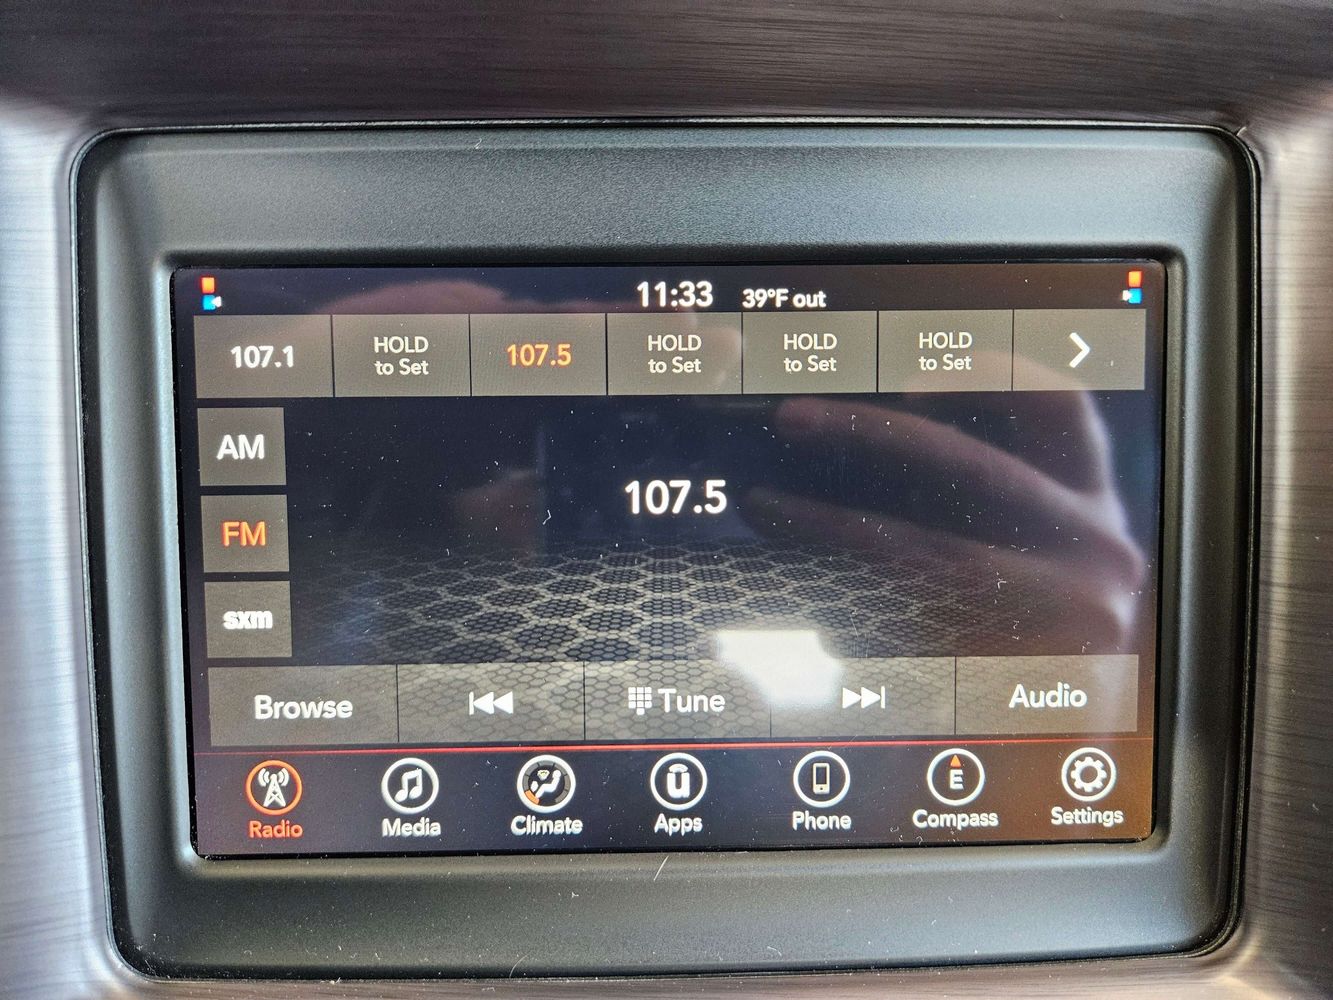 11:33 39°F out
107.1
HOLD
to Set
107.5
HOLD
to Set
HOLD
to Set
HOLD
to Set
AM
FM
sxm
107.5
Browse
Tune
Audio
Radio
Media
Climate
u
Apps
Phone
E
Compass
Settings